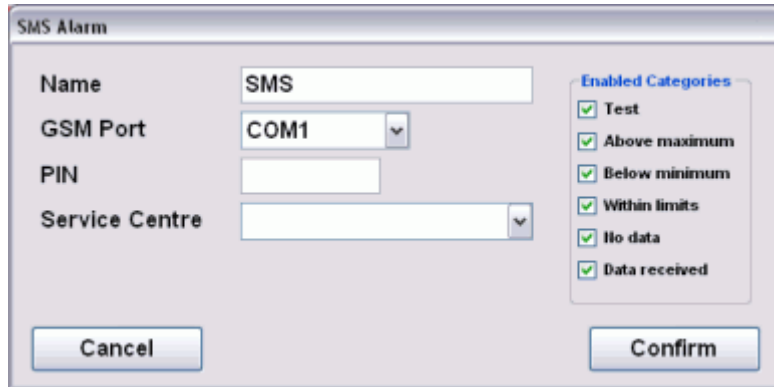 SMS Alarm
Name
SMS
GSM Port
COM1
PIN
Service Centre
Enabled Categories
Test
Above maximum
Below minimum
Within limits
No data
Data received
Cancel
Confirm